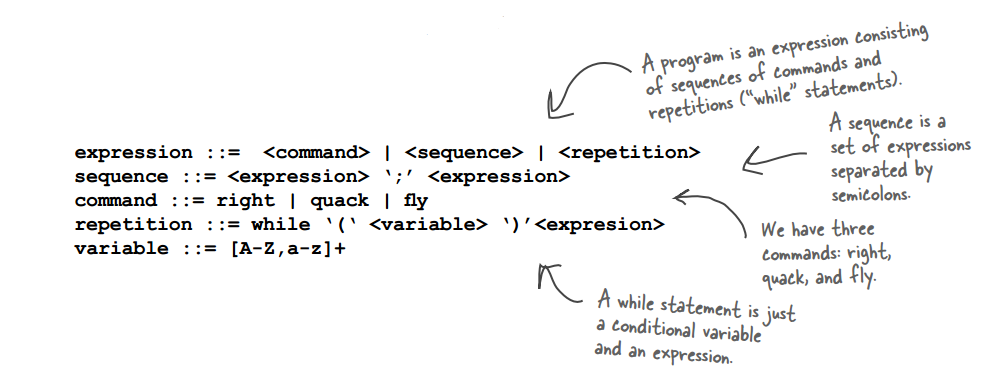 A program is an expression consisting
of sequences of commands and
repetitions (“while” statements).
A sequence is a
set of expressions
separated by
semicolons.
expression ::= <command> | <sequence> | <repetition>
sequence ::= <expression> ‘;’ <expression>
command ::= right | quack | fly
repetition ::= while ‘(‘ <variable> ‘)’<expresion>
variable ::= [A-Z,a-z]+
We have three
commands: right,
quack, and fly.
A while statement is just
a conditional variable
and an expression.